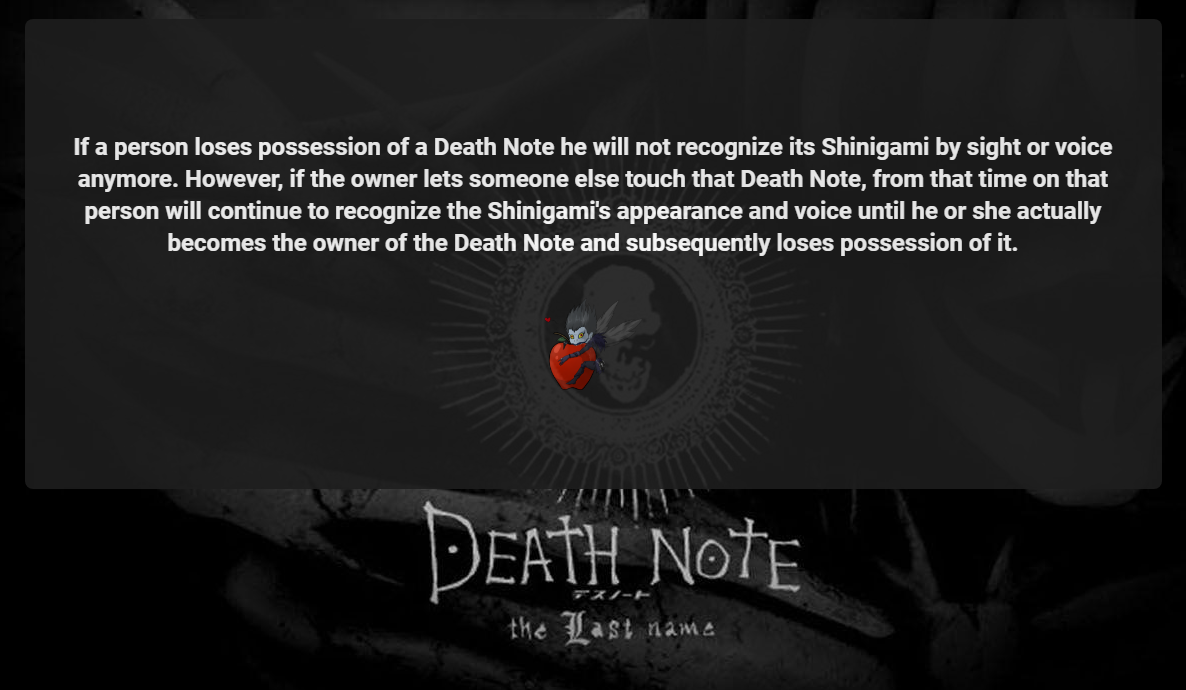 If a person loses possession of a Death Note he will not recognize its Shinigami by sight or voice
anymore. However, if the owner lets someone else touch that Death Note, from that time on that
person will continue to recognize the Shinigami's appearance and voice until he or she actually
becomes the owner of the Death Note and subsequently loses possession of it.
DEATH NOTE
デスノート
the Last name